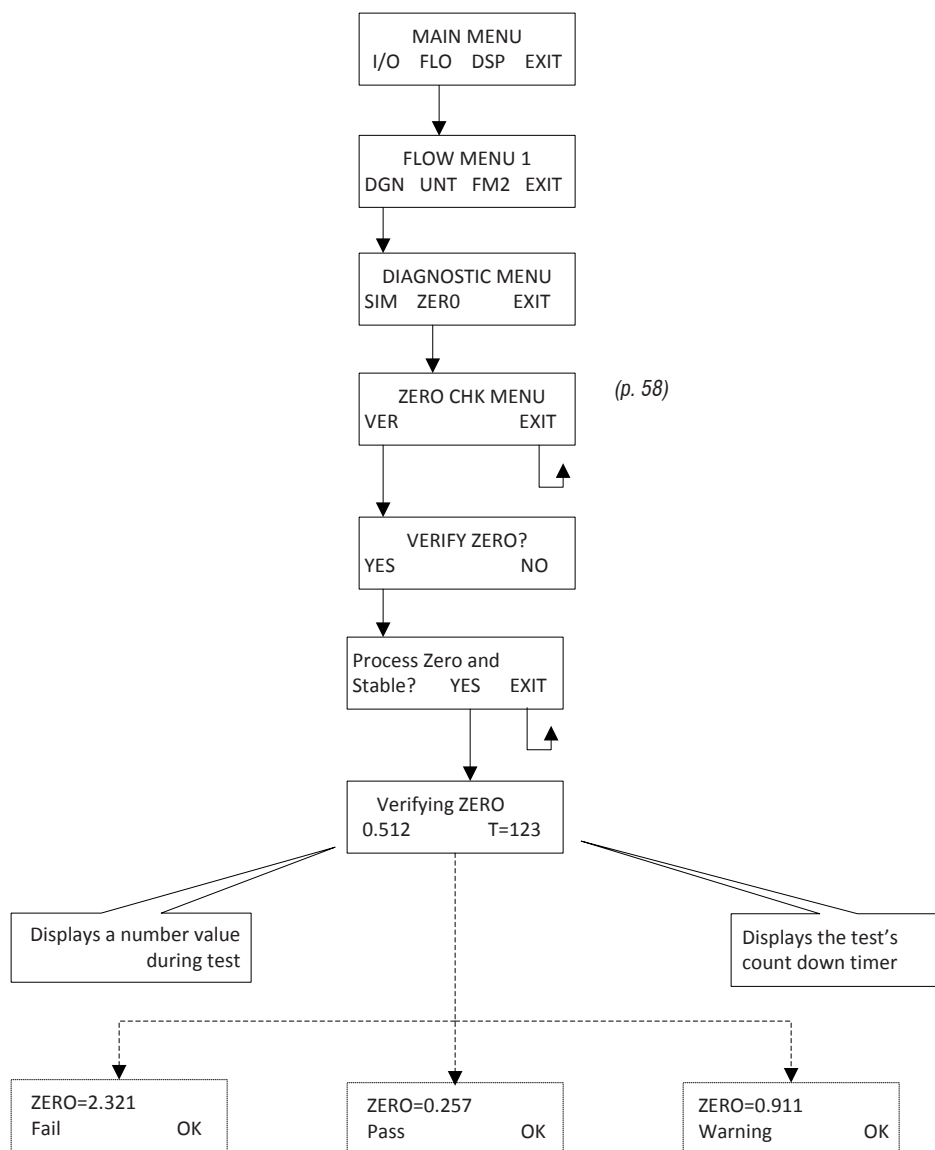 MAIN MENU
I/O FLO DSP EXIT
FLOW MENU 1
DGN UNT FM2 EXIT
DIAGNOSTIC MENU
SIM ZER0 EXIT
ZERO CHK MENU
VER EXIT
(p. 58)
VERIFY ZERO?
YES NO
Process Zero and
Stable? YES EXIT
Verifying ZERO
0.512 T=123
Displays a number value
during test
Displays the test's
count down timer
ZERO=2.321
Fail OK
ZERO=0.257
Pass OK
ZERO=0.911
Warning OK